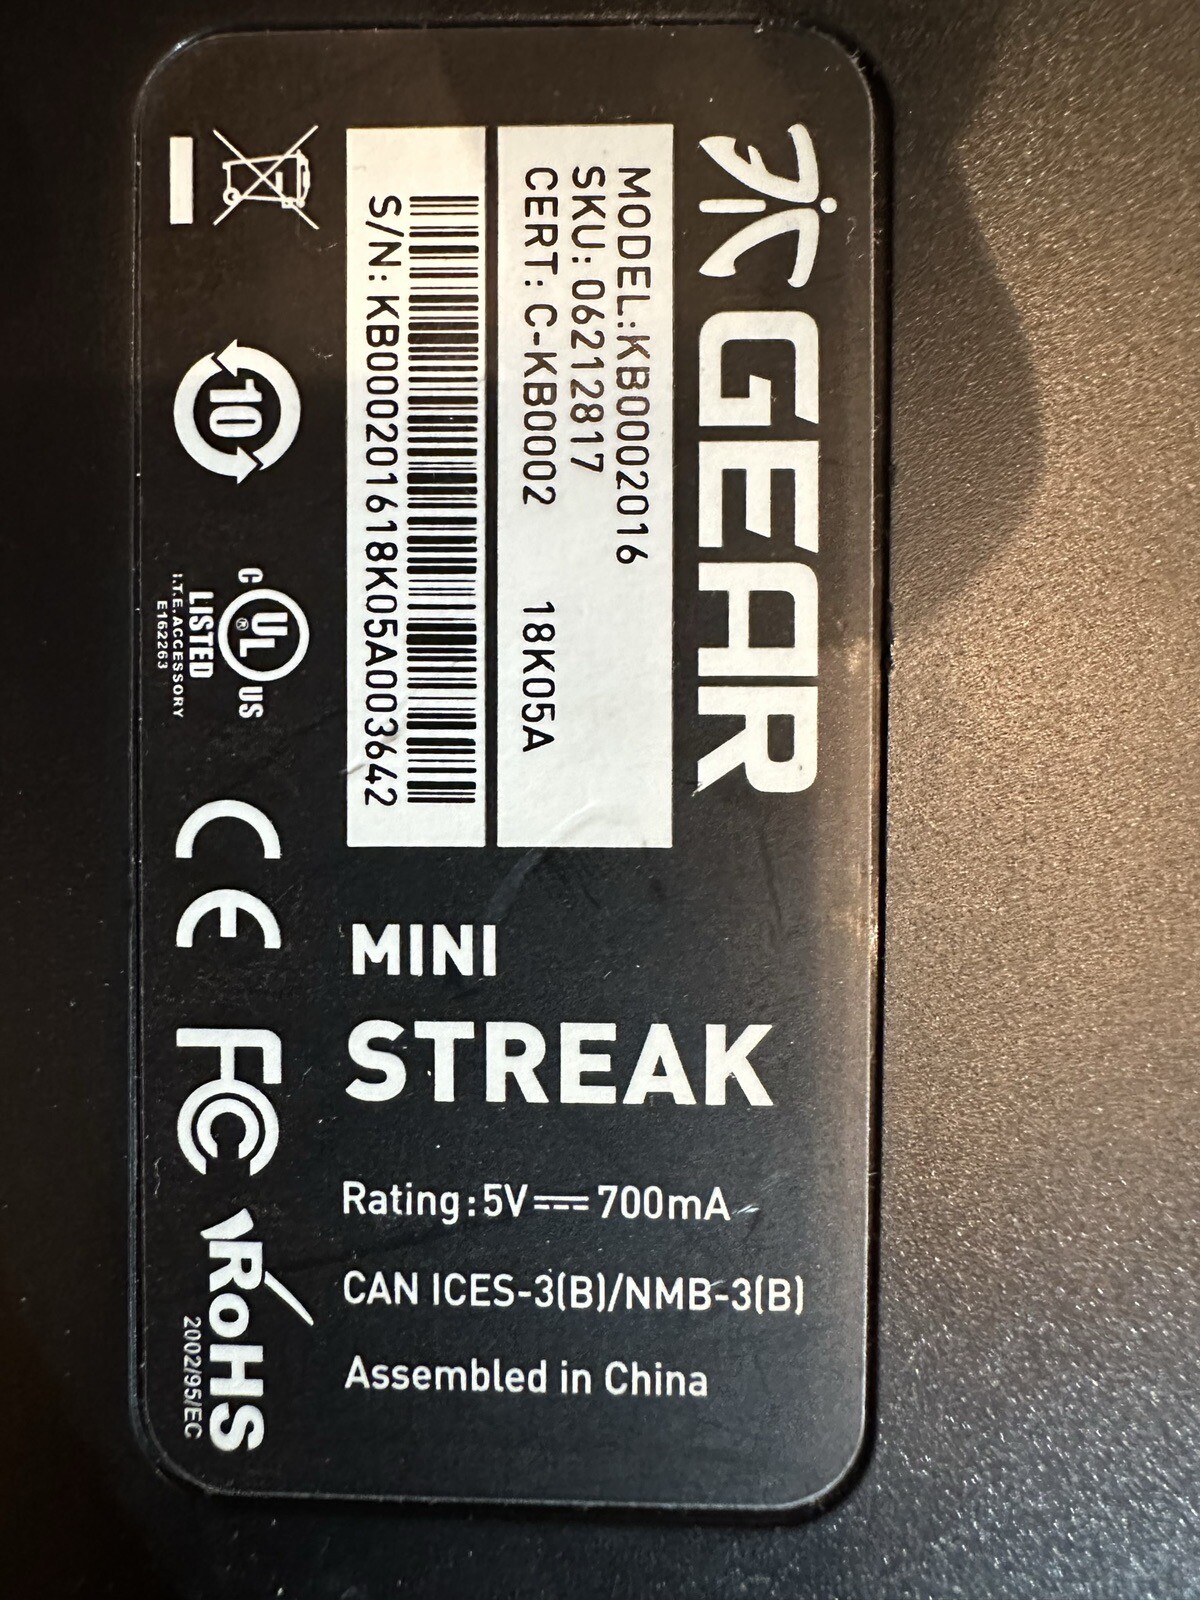 GEAR
MODEL:KB0002016
SKU: 06212817
CERT: C-KB0002 18K05A
S/N: KB000201618K05A003642
10
C UL® US
LISTED
I.T.E. ACCESSORY
E162263
CE
FC
RoHS
2002/95/EC
MINI
STREAK
Rating: 5V⎓700mA
CAN ICES-3(B)/NMB-3(B)
Assembled in China